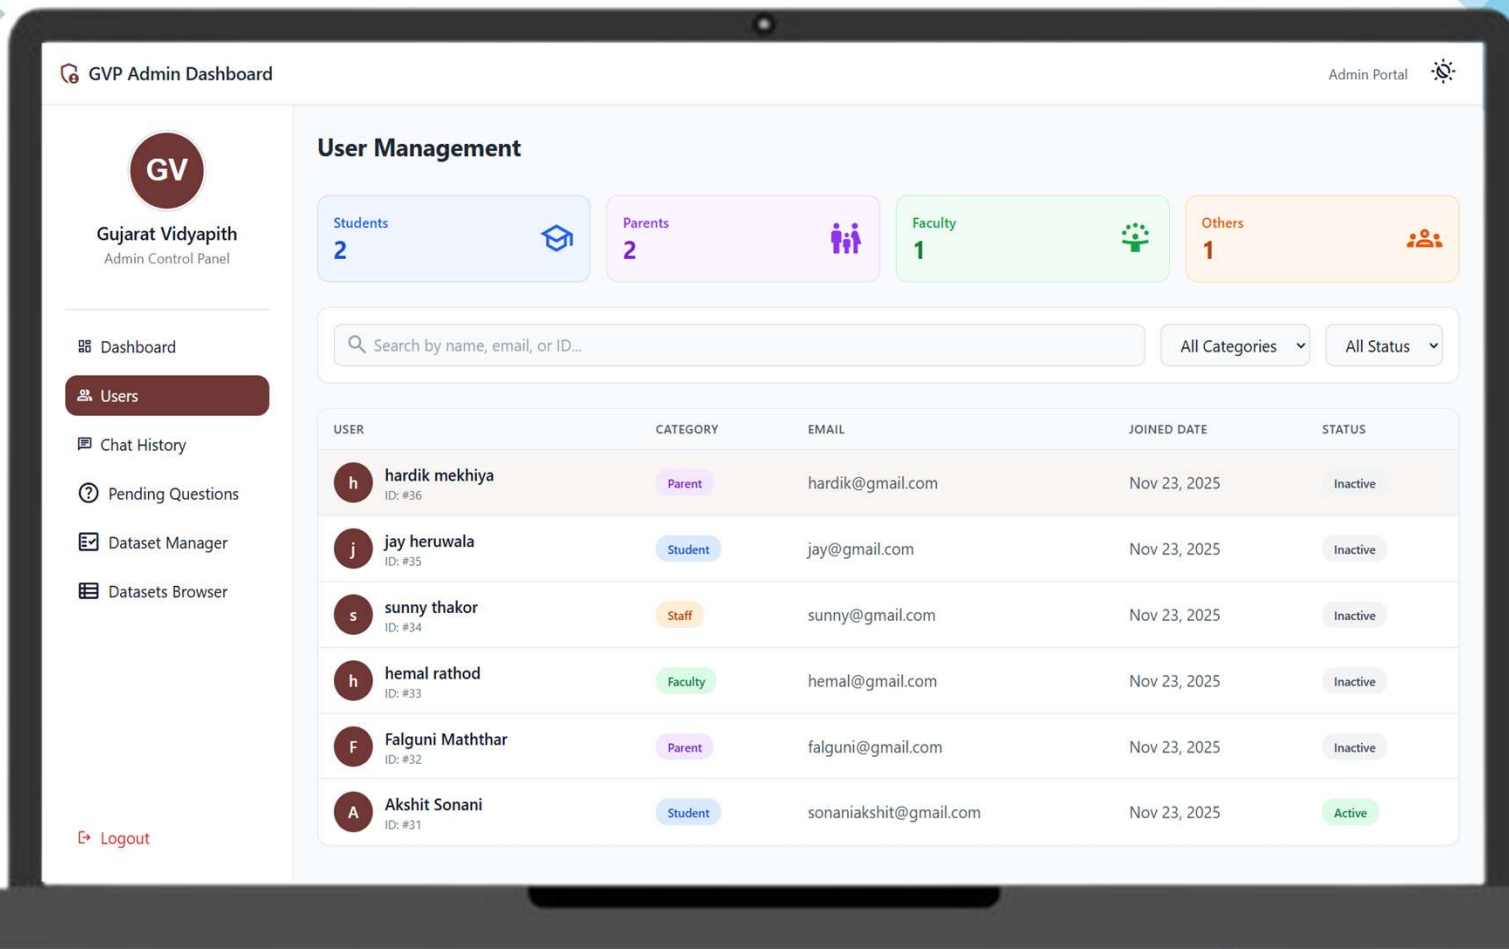 GVP Admin Dashboard
Admin Portal
GV
Gujarat Vidyapith
Admin Control Panel
Dashboard
Users
Chat History
Pending Questions
Dataset Manager
Datasets Browser
Logout
User Management
Students
2
Parents
2
Faculty
1
Others
1
Search by name, email, or ID...
All Categories
All Status
USER CATEGORY EMAIL JOINED DATE STATUS
h hardik mekhiya Parent hardik@gmail.com Nov 23, 2025 Inactive
ID: #36
j jay heruwala Student jay@gmail.com Nov 23, 2025 Inactive
ID: #35
s sunny thakor Staff sunny@gmail.com Nov 23, 2025 Inactive
ID: #34
h hemal rathod Faculty hemal@gmail.com Nov 23, 2025 Inactive
ID: #33
F Falguni Maththar Parent falguni@gmail.com Nov 23, 2025 Inactive
ID: #32
A Akshit Sonani Student sonaniakshit@gmail.com Nov 23, 2025 Active
ID: #31